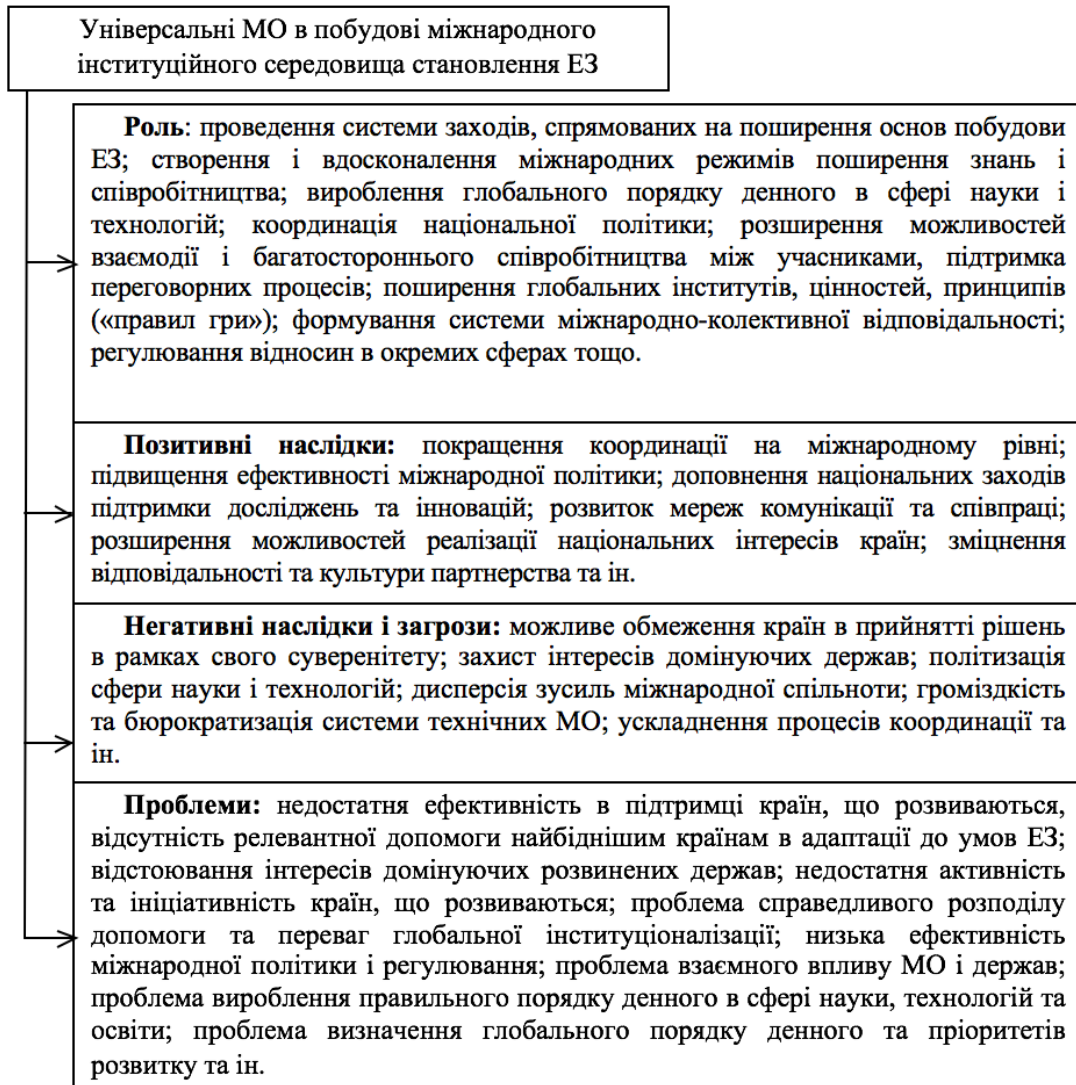 Універсальні МО в побудові міжнародного
інституційного середовища становлення ЕЗ
Роль: проведення системи заходів, спрямованих на поширення основ побудови
ЕЗ; створення і вдосконалення міжнародних режимів поширення знань і
співробітництва; вироблення глобального порядку денного в сфері науки і
технологій; координація національної політики; розширення можливостей
взаємодії і багатостороннього співробітництва між учасниками, підтримка
переговорних процесів; поширення глобальних інститутів, цінностей, принципів
(«правил гри»); формування системи міжнародно-колективної відповідальності;
регулювання відносин в окремих сферах тощо.
Позитивні наслідки: покращення координації на міжнародному рівні;
підвищення ефективності міжнародної політики; доповнення національних заходів
підтримки досліджень та інновацій; розвиток мереж комунікації та співпраці;
розширення можливостей реалізації національних інтересів країн; зміцнення
відповідальності та культури партнерства та ін.
Негативні наслідки і загрози: можливе обмеження країн в прийнятті рішень
в рамках свого суверенітету; захист інтересів домінуючих держав; політизація
сфери науки і технологій; дисперсія зусиль міжнародної спільноти; громіздкість
та бюрократизація системи технічних МО; ускладнення процесів координації та
ін.
Проблеми: недостатня ефективність в підтримці країн, що розвиваються,
відсутність релевантної допомоги найбіднішим країнам в адаптації до умов ЕЗ;
відстоювання інтересів домінуючих розвинених держав; недостатня активність
та ініціативність країн, що розвиваються; проблема справедливого розподілу
допомоги та переваг глобальної інституціоналізації; низька ефективність
міжнародної політики і регулювання; проблема взаємного впливу МО і держав;
проблема вироблення правильного порядку денного в сфері науки, технологій та
освіти; проблема визначення глобального порядку денного та пріоритетів
розвитку та ін.